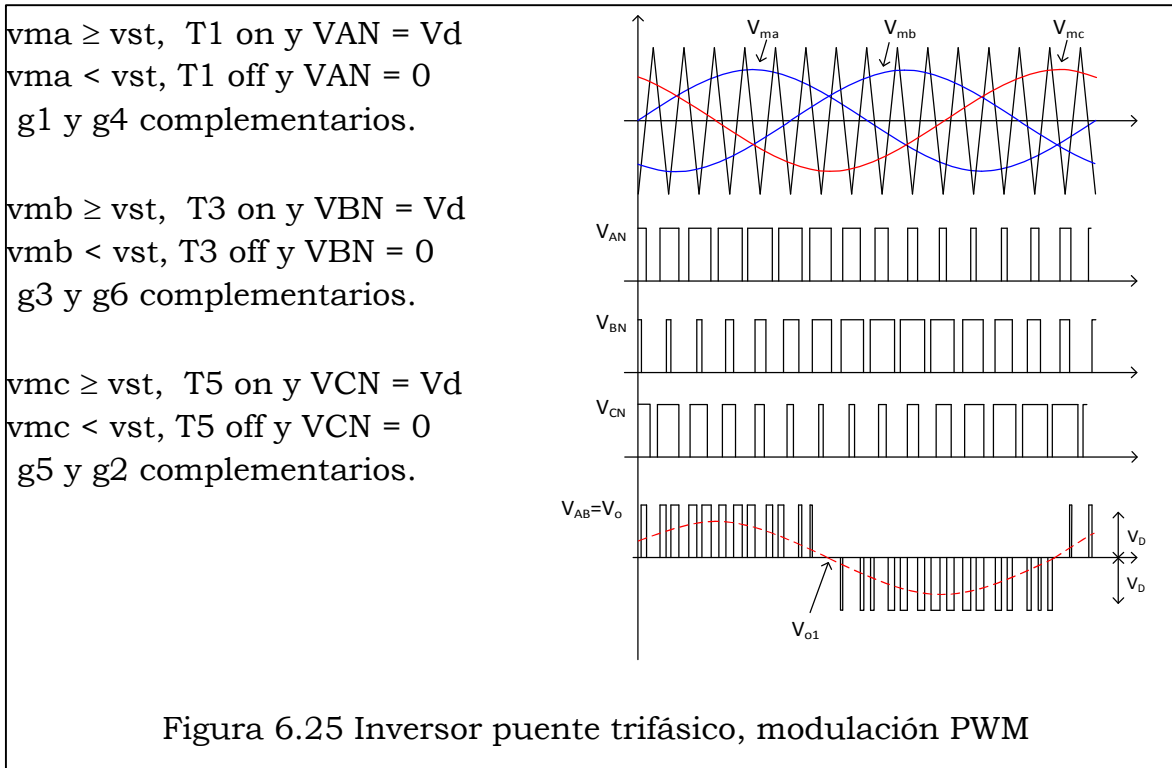 vma ≥ vst, T1 on y VAN = Vd
vma < vst, T1 off y VAN = 0
g1 y g4 complementarios.
vmb ≥ vst, T3 on y VBN = Vd
vmb < vst, T3 off y VBN = 0
g3 y g6 complementarios.
vmc ≥ vst, T5 on y VCN = Vd
vmc < vst, T5 off y VCN = 0
g5 y g2 complementarios.
Vma Vmb Vmc
VAN
VBN
VCN
VAB=Vo
VD
VD
Vo1
Figura 6.25 Inversor puente trifásico, modulación PWM